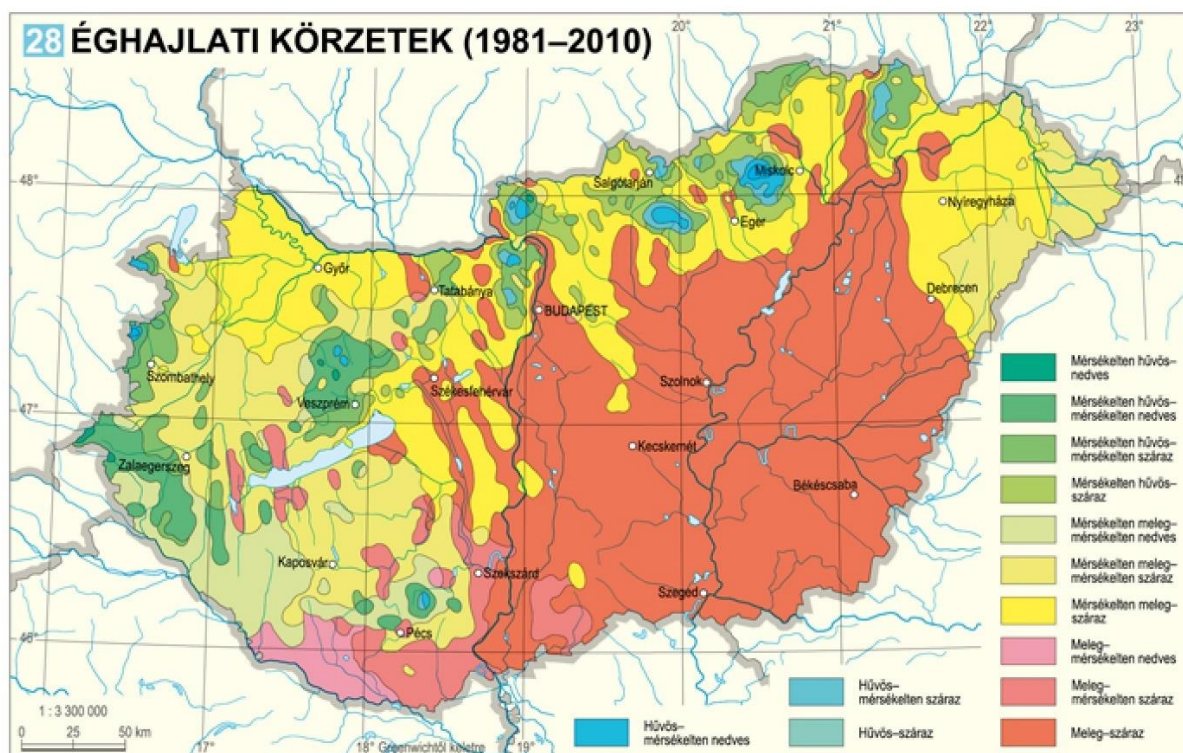 28 ÉGHAJLATI KÖRZETEK (1981–2010)
20°
21°
22°
23°
48°
48
Salgótarján
Miskolc
Nyíregyháza
Eger
Győr
Tatabánya
BUDAPEST
Debrecen
Szombathely
Székesfehérvár
Szolnok
Veszprém
47°
Kecskemét
Zalaegerszeg
Békéscsaba
Kaposvár
Szekszárd
Szeged
Pécs
Mérsékelten hűvös–
nedves
Mérsékelten hűvös–
mérsékelten nedves
Mérsékelten hűvös–
mérsékelten száraz
Mérsékelten hűvös–
száraz
Mérsékelten meleg–
mérsékelten nedves
Mérsékelten meleg–
mérsékelten száraz
Mérsékelten meleg–
száraz
Meleg–
mérsékelten nedves
Meleg–
mérsékelten száraz
Meleg–száraz
Hűvös–
mérsékelten száraz
Hűvös–száraz
Hűvös–
mérsékelten nedves
1 : 3 300 000
0 25 50 km
17°
18°
Greenwichtől keletre
19°